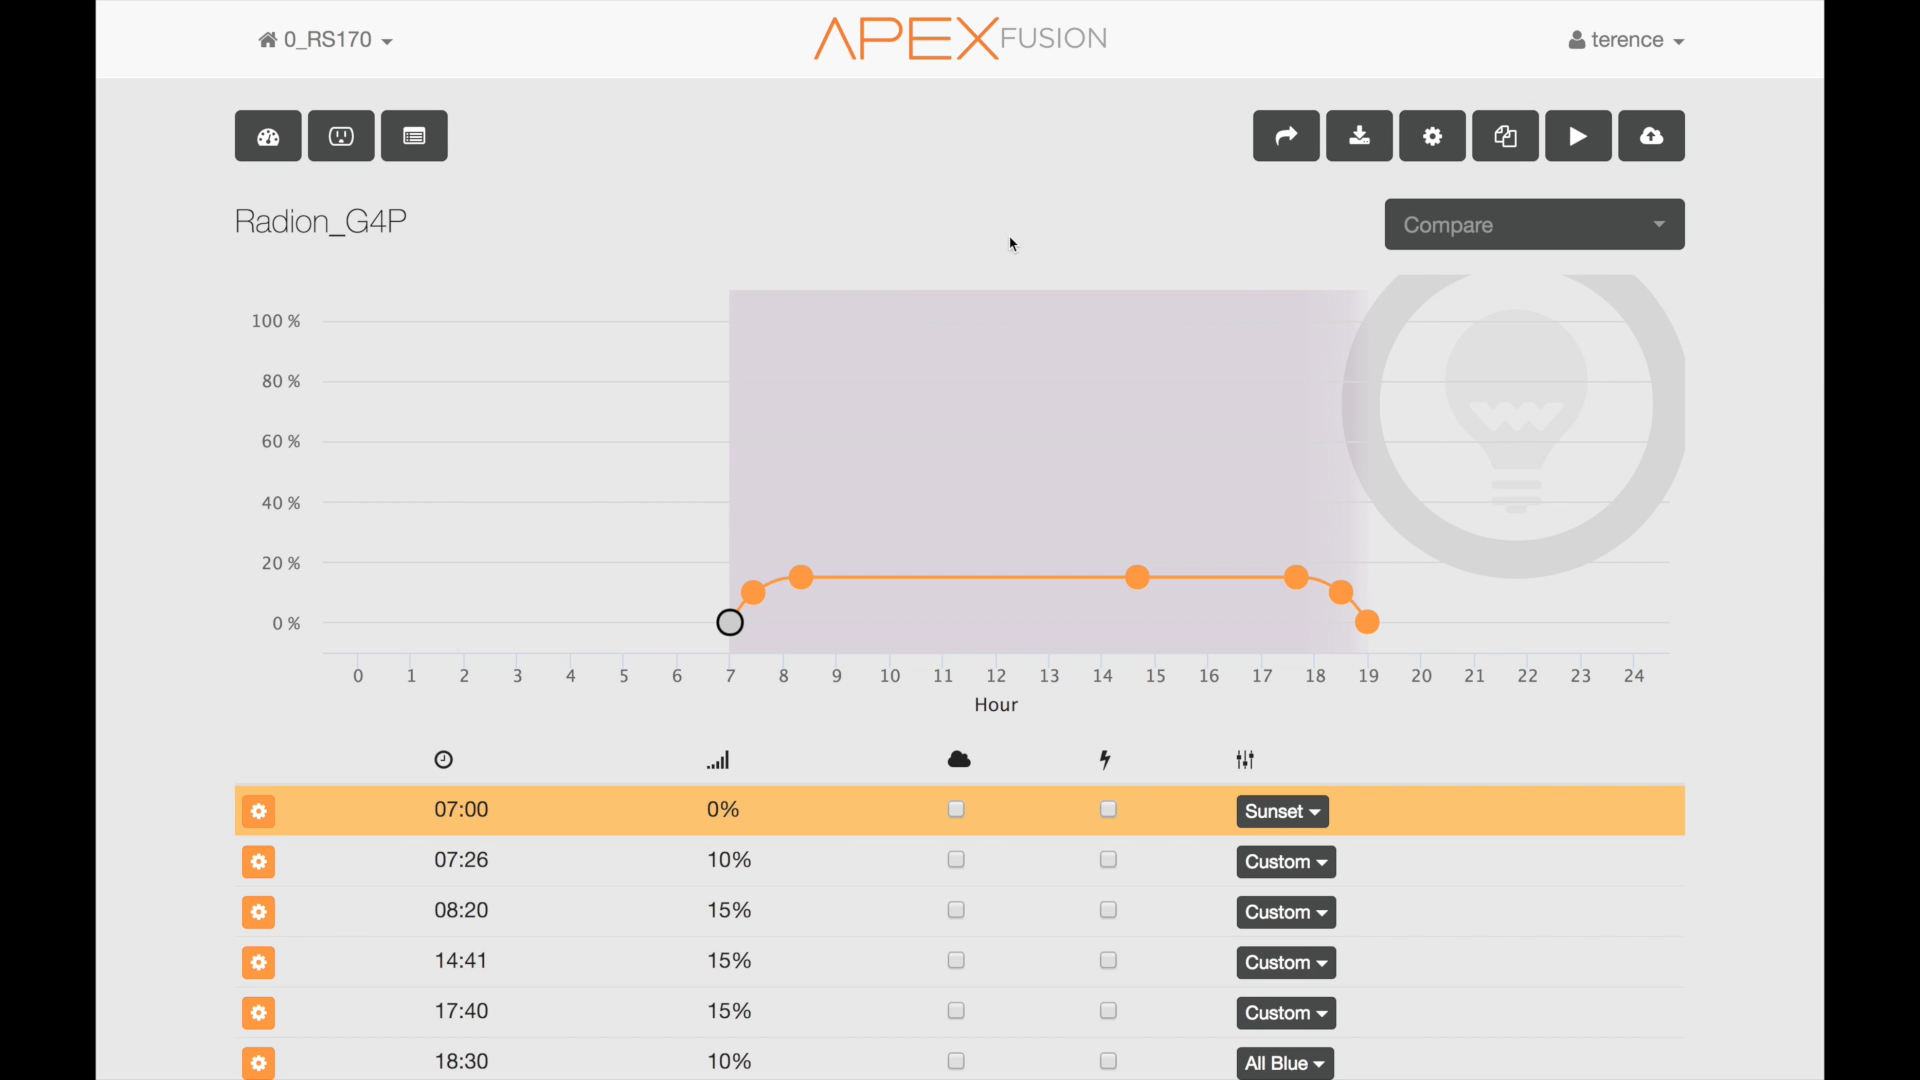 0_RS170
APEX FUSION
terence
Radion_G4P
Compare
100 %
80 %
60 %
40 %
20 %
0 %
0 1 2 3 4 5 6 7 8 9 10 11 12 13 14 15 16 17 18 19 20 21 22 23 24
Hour
07:00 0% Sunset
07:26 10% Custom
08:20 15% Custom
14:41 15% Custom
17:40 15% Custom
18:30 10% All Blue